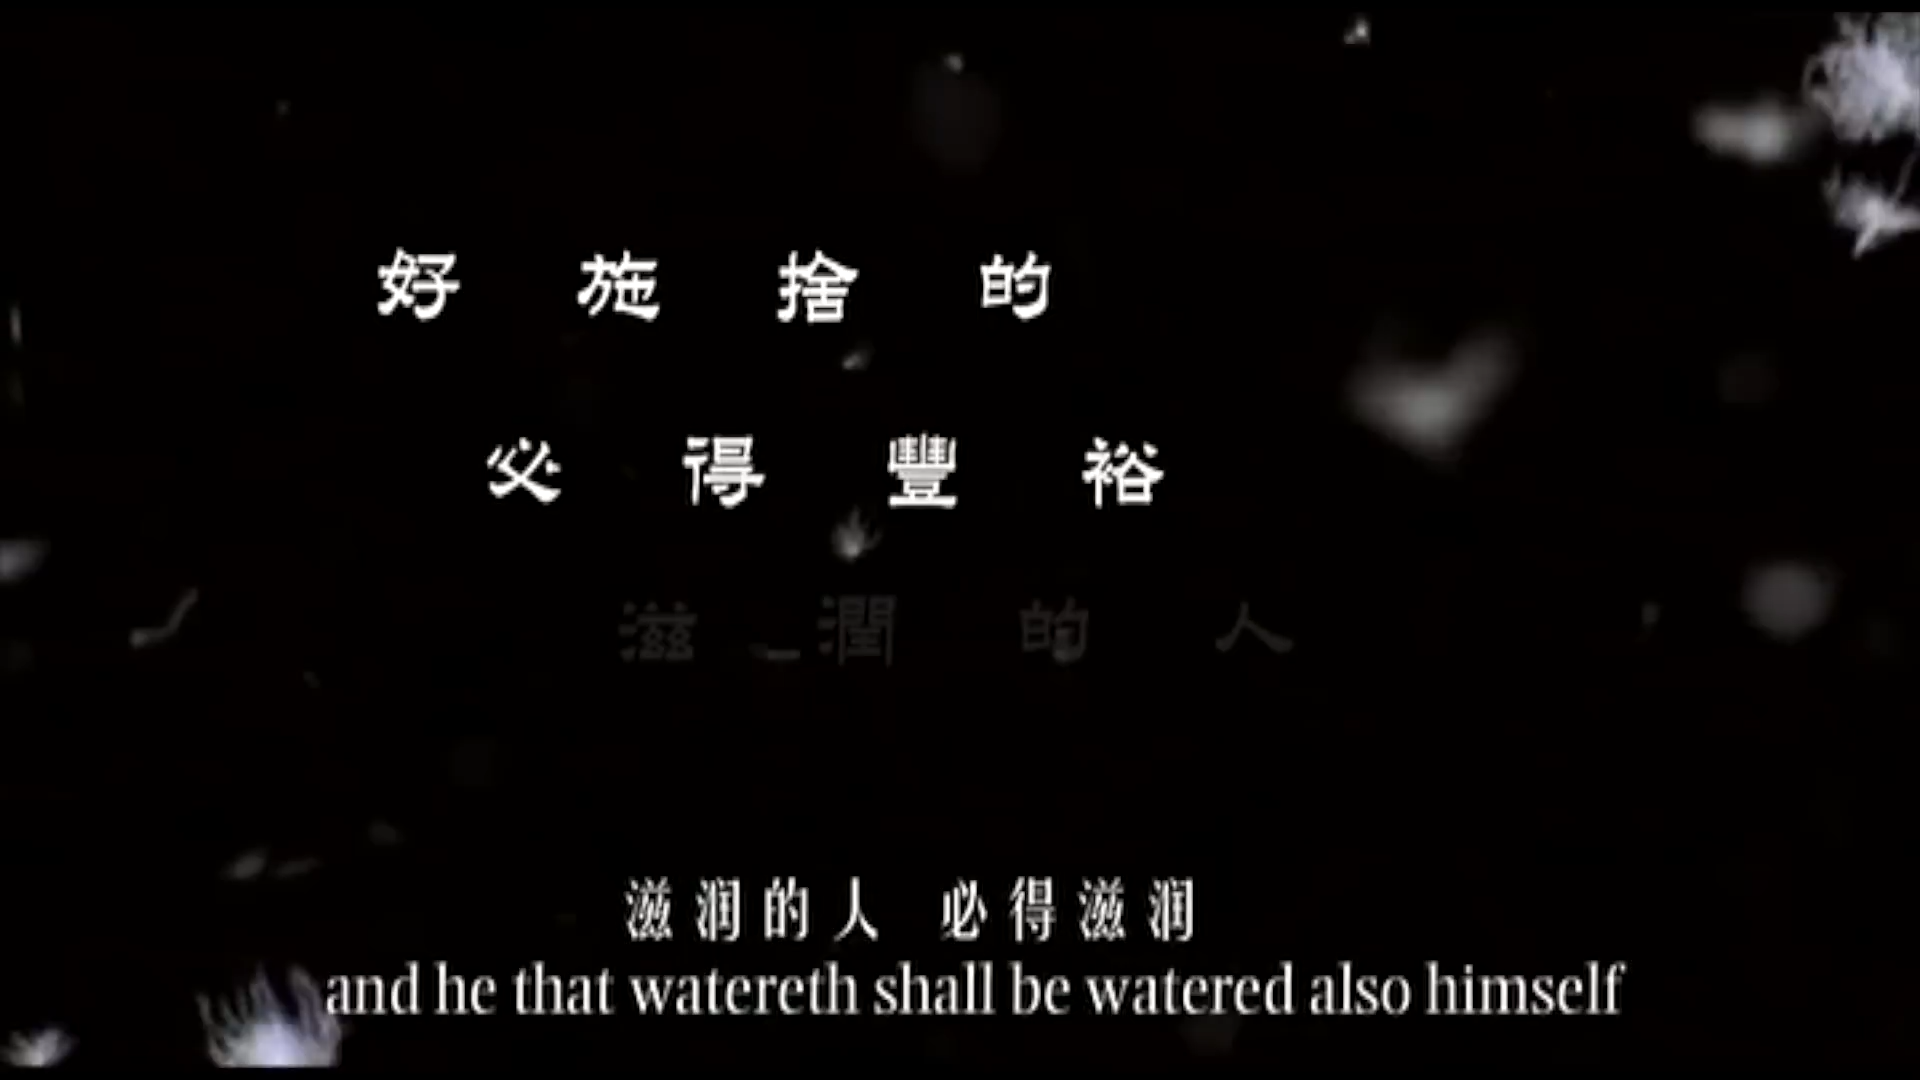 好施捨的
必得豐裕
滋潤的人
滋润的人 必得滋润
and he that watereth shall be watered also himself